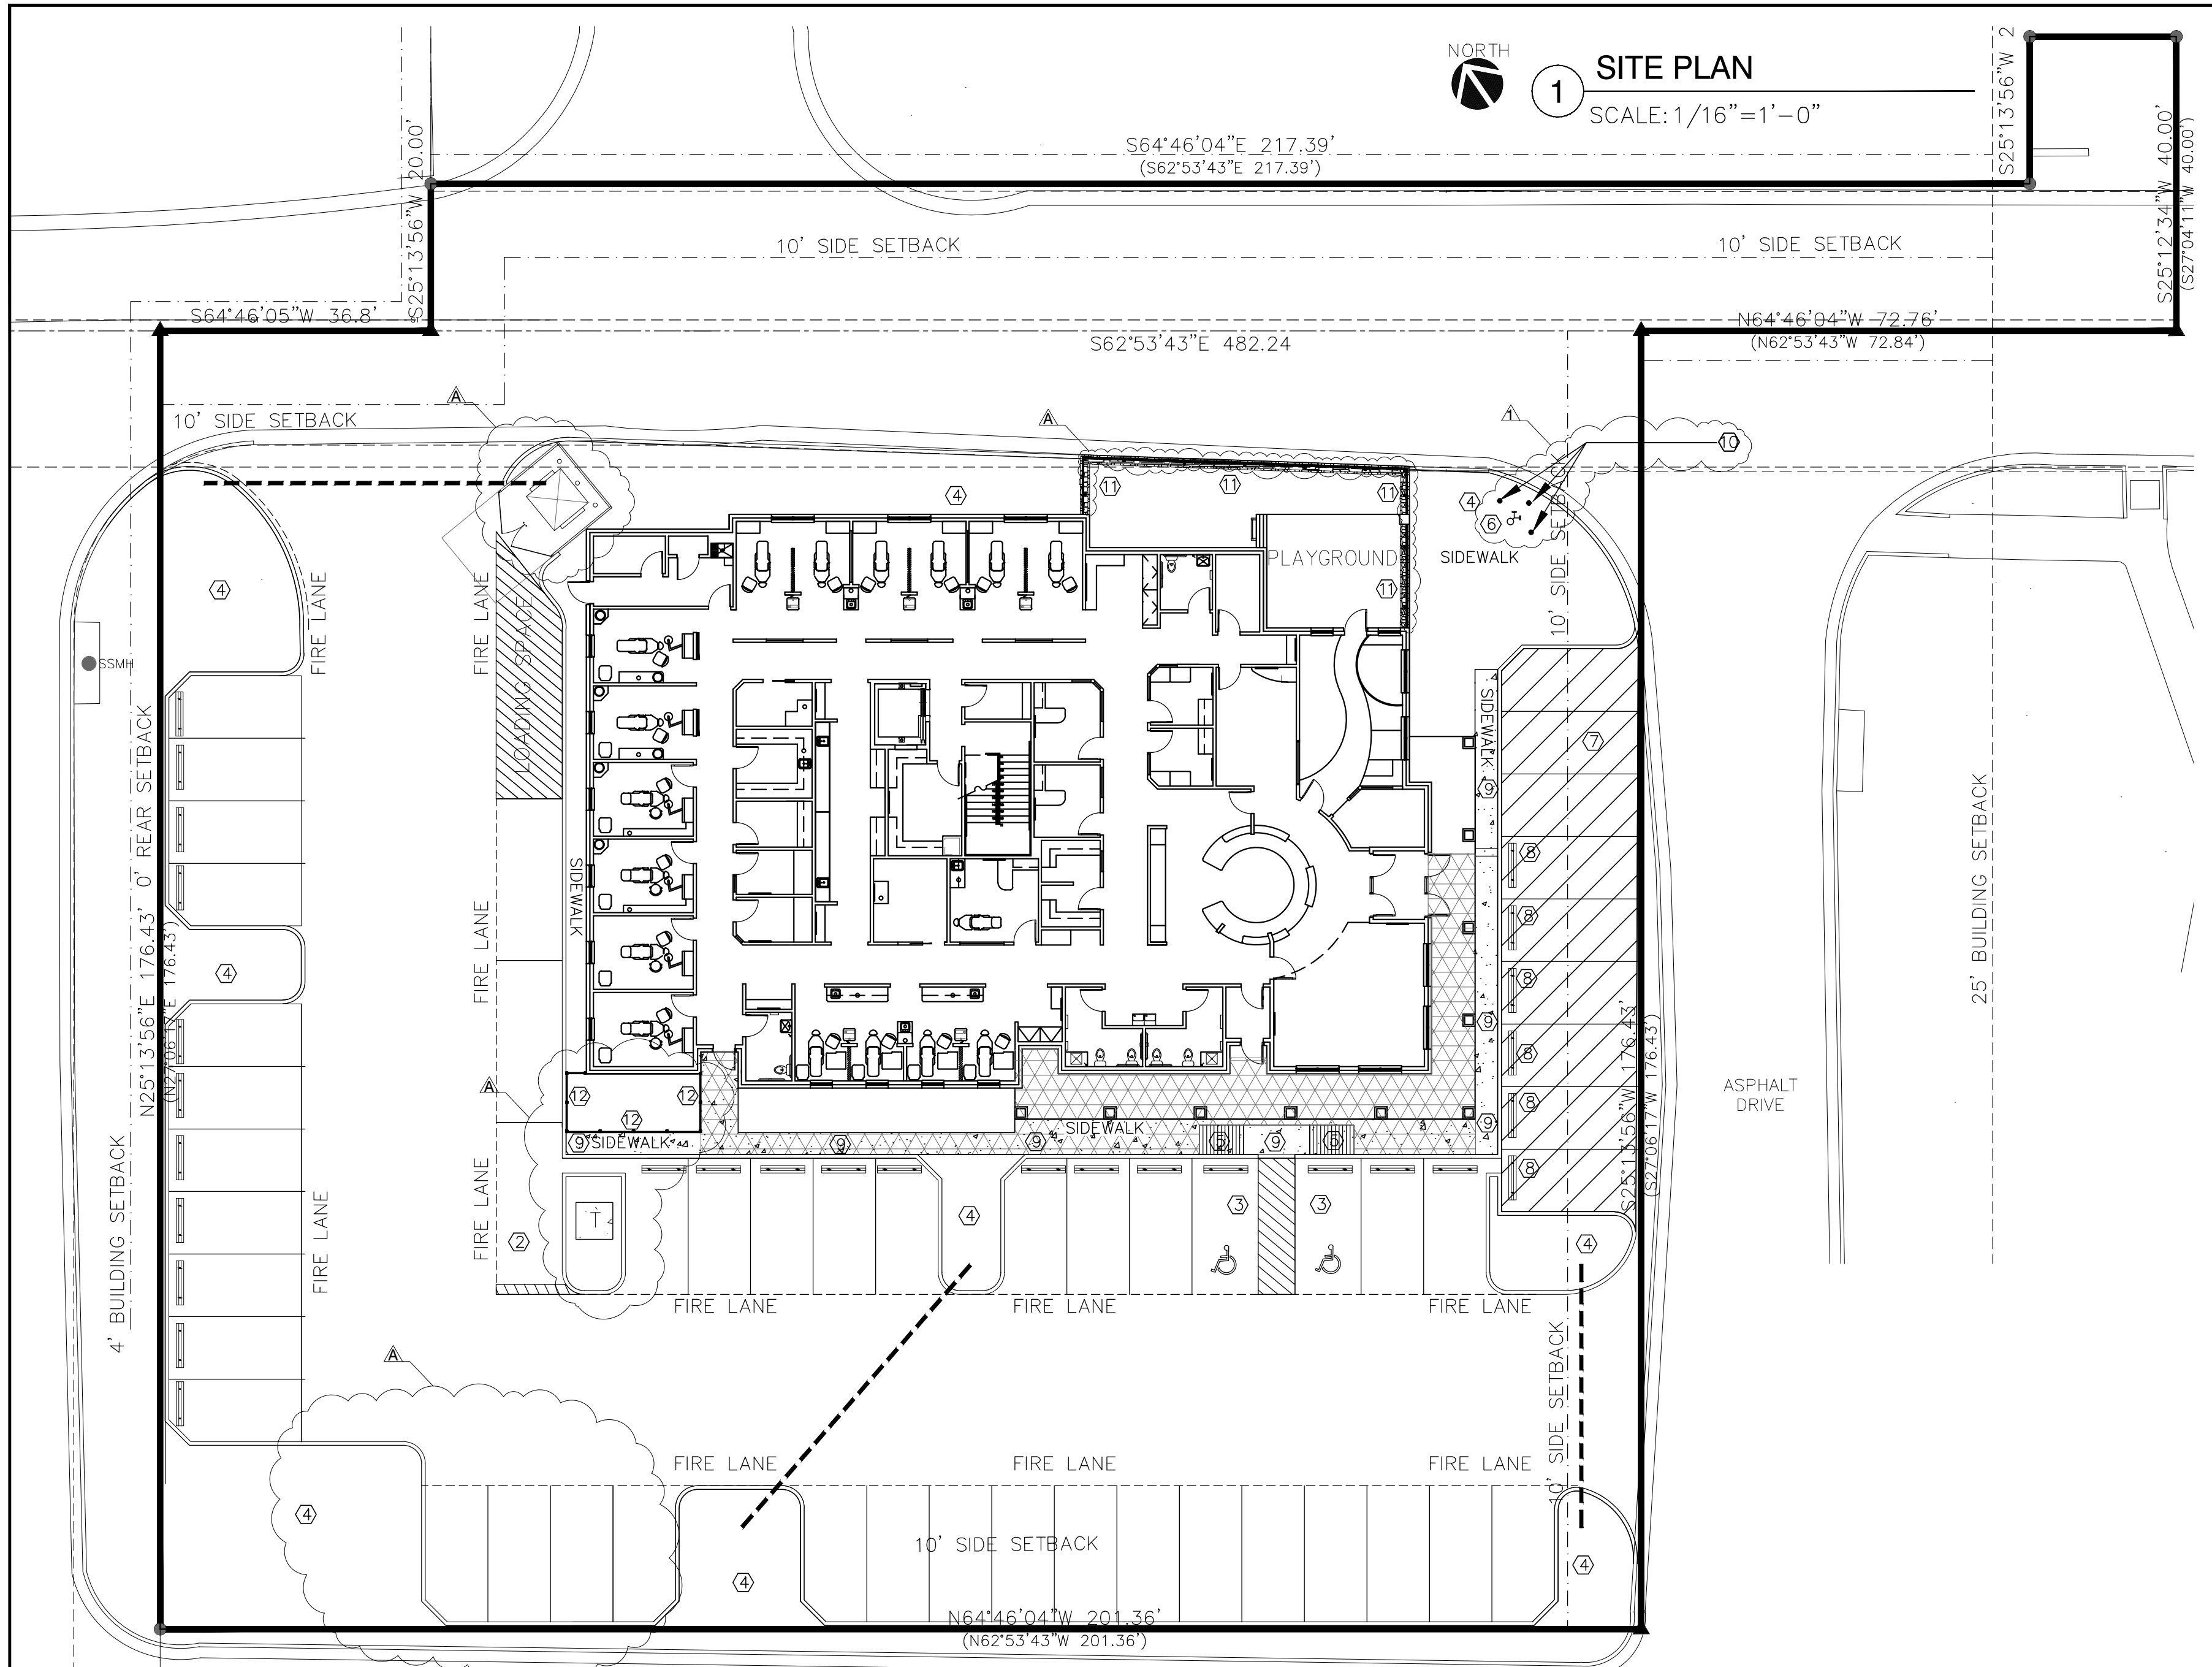 NORTH
1
SITE PLAN
SCALE: 1/16"=1'-0"
S25°13'56"W 20.00'
S64°46'04"E 217.39'
(S62°53'43"E 217.39')
S25°13'56"W 2
S25°12'34"W 40.00'
(S27°04'11"W 40.00')
10' SIDE SETBACK
10' SIDE SETBACK
S64°46'05"W 36.8'
S62°53'43"E 482.24
N64°46'04"W 72.76'
(N62°53'43"W 72.84')
10' SIDE SETBACK
A
A
1
10
4
11
11
11
4
6
SIDEWALK
10' SIDE SETBACK
PLAYGROUND
11
4
FIRE LANE
FIRE LANE
LOADING SPACE
SSMH
0' REAR SETBACK
SIDEWALK
7
9
8
8
8
8
8
8
SIDEWALK
4
FIRE LANE
N25°13'56"E 176.43'
(N27°06'17"E 176.43')
25' BUILDING SETBACK
S25°13'56"W 176.43'
(S27°06'17"W 176.43')
ASPHALT
DRIVE
9
9
A
12
12
12
9
SIDEWALK
9
9
SIDEWALK
5
9
5
4' BUILDING SETBACK
FIRE LANE
FIRE LANE
2
4
3
3
4
FIRE LANE
FIRE LANE
FIRE LANE
10' SIDE SETBACK
A
FIRE LANE
FIRE LANE
FIRE LANE
4
10' SIDE SETBACK
4
4
N64°46'04"W 201.36'
(N62°53'43"W 201.36')